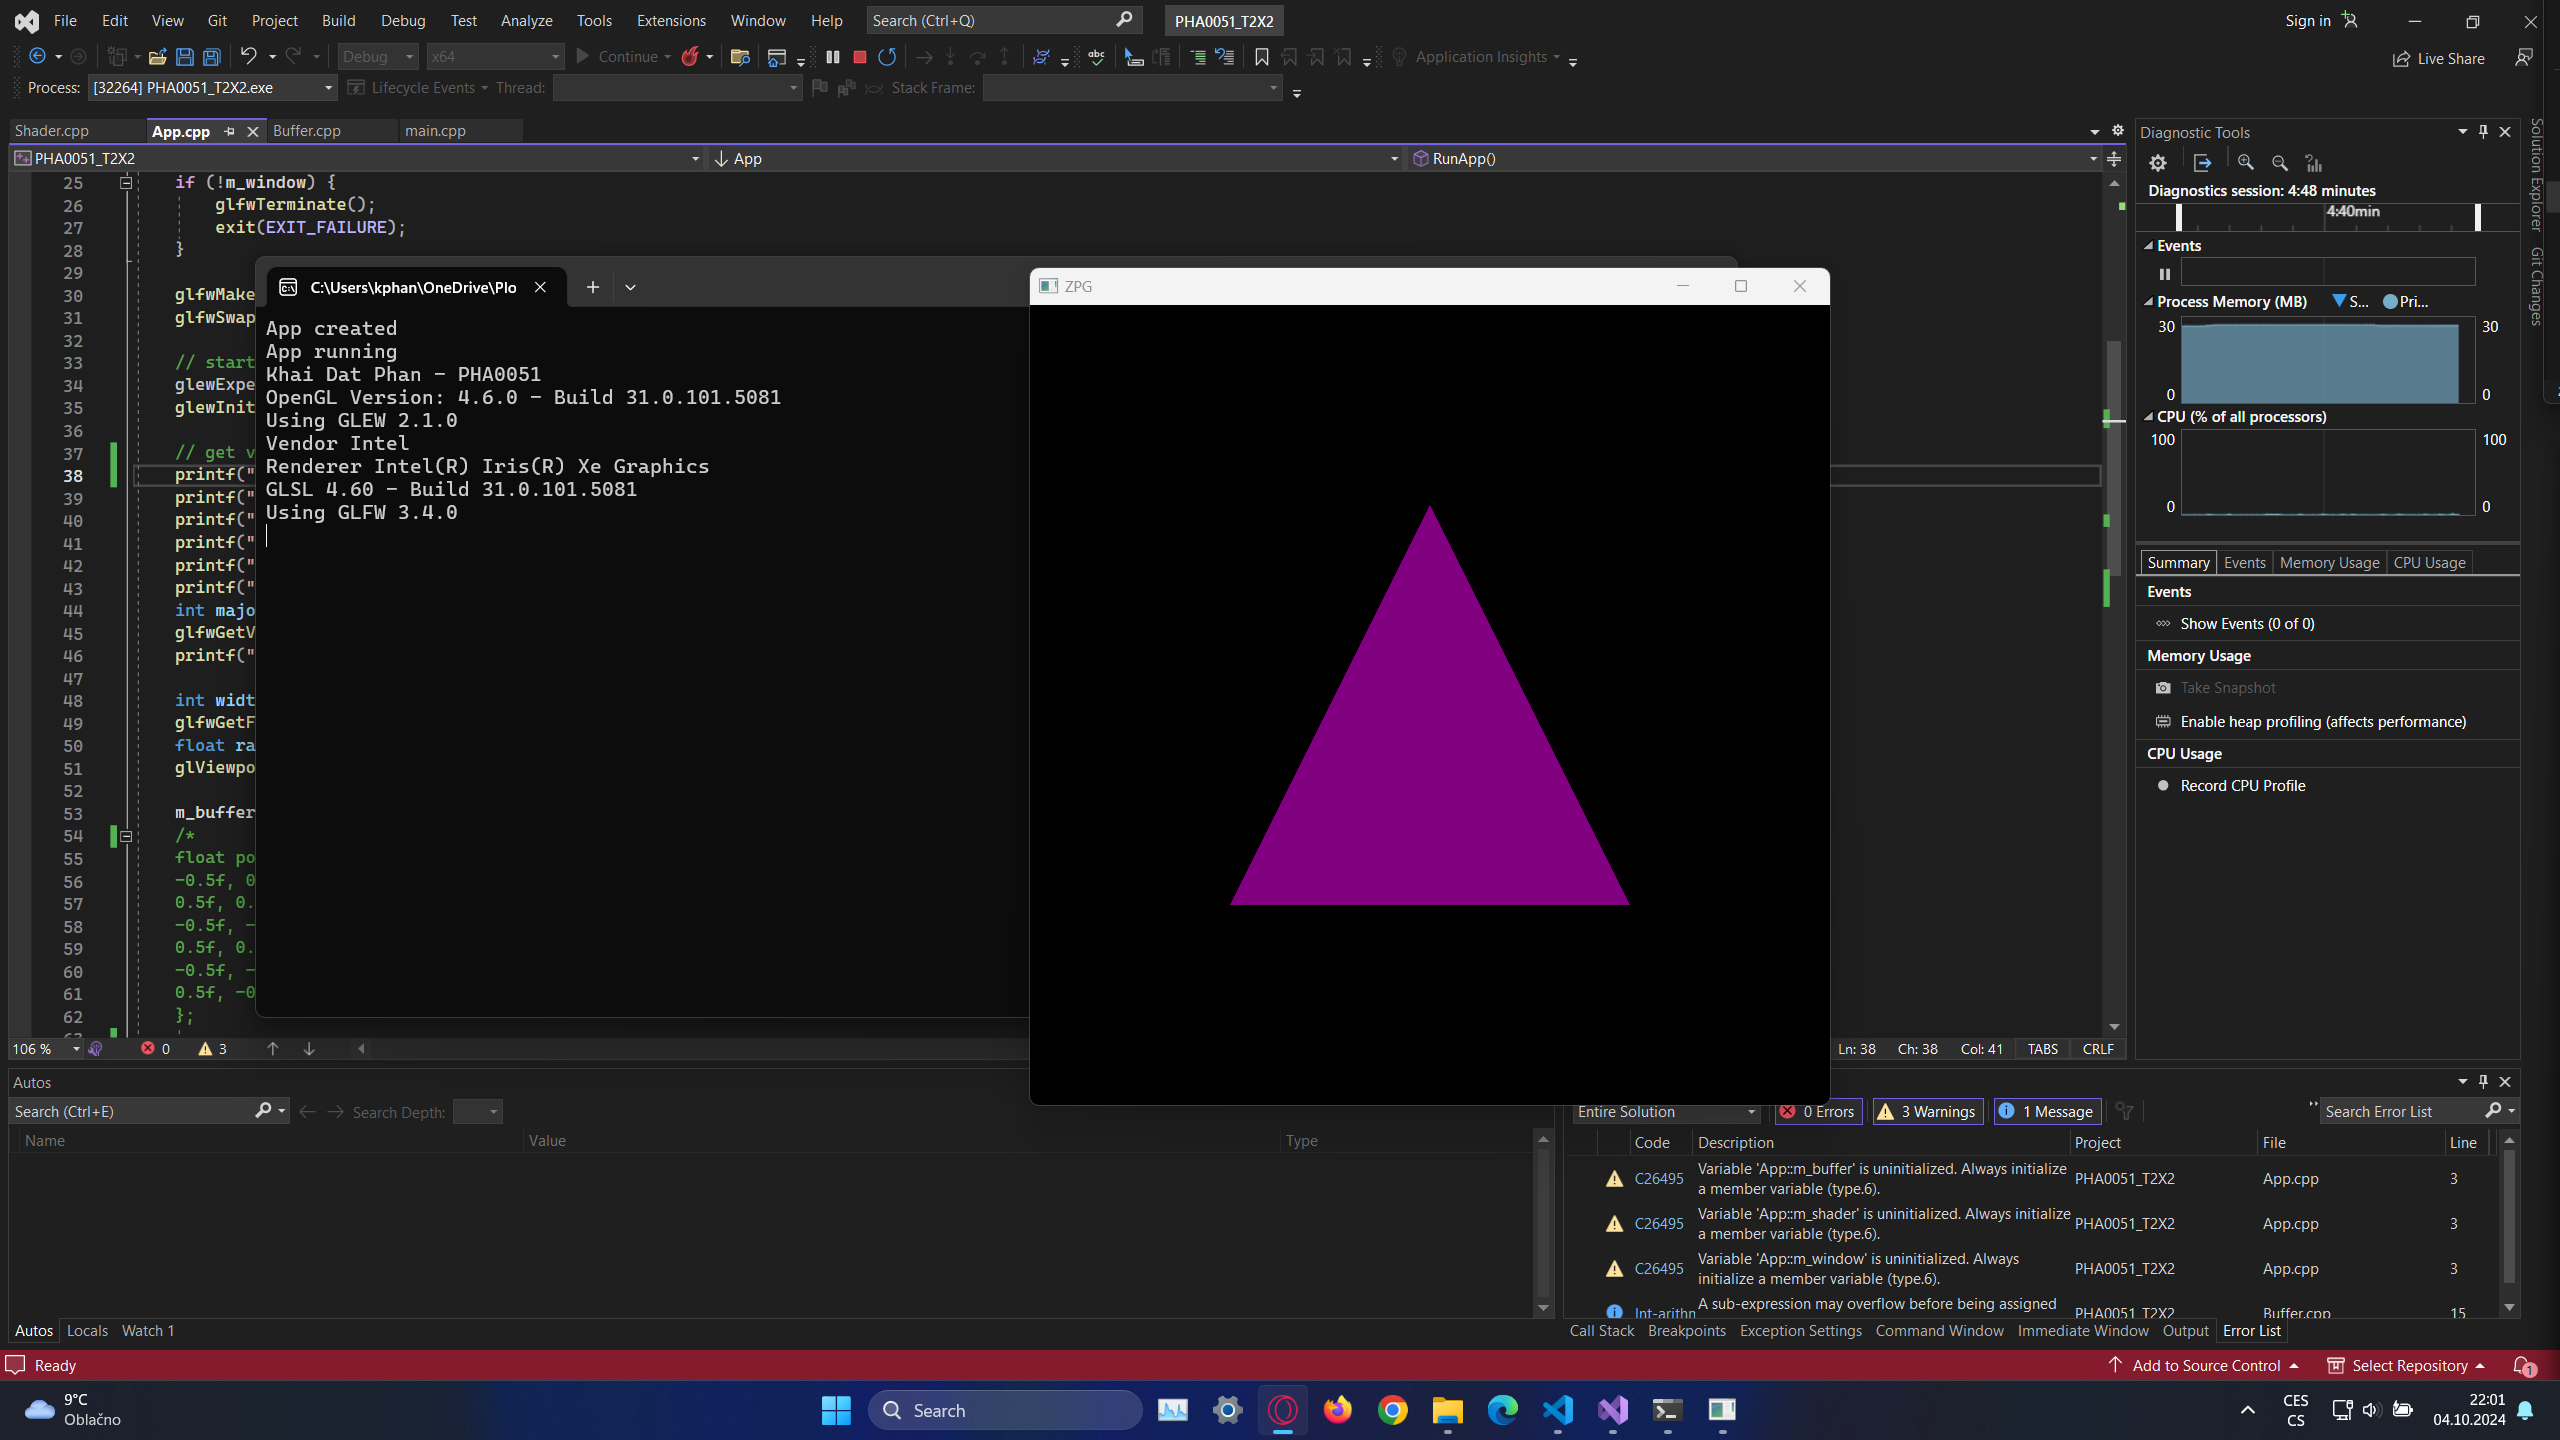 File Edit View Git Project Build Debug Test Analyze Tools Extensions Window Help Search (Ctrl+Q) PHA0051_T2X2 Sign in
Debug x64 Continue Application Insights Live Share
Process: [32264] PHA0051_T2X2.exe Lifecycle Events Thread: Stack Frame:
Shader.cpp App.cpp Buffer.cpp main.cpp
PHA0051_T2X2 App RunApp()
25 if (!m_window) {
26 glfwTerminate();
27 exit(EXIT_FAILURE);
28 }
29
30 glfwMake
31 glfwSwap
32
33 // start
34 glewExpe
35 glewInit
36
37 // get v
38 printf("
39 printf("
40 printf("
41 printf("
42 printf("
43 printf("
44 int majo
45 glfwGetV
46 printf("
47
48 int widt
49 glfwGetF
50 float ra
51 glViewpo
52
53 m_buffer
54 /*
55 float po
56 -0.5f, 0
57 0.5f, 0.
58 -0.5f, -
59 0.5f, 0.
60 -0.5f, -
61 0.5f, -0
62 };
C:\Users\kphan\OneDrive\Plo
App created
App running
Khai Dat Phan - PHA0051
OpenGL Version: 4.6.0 - Build 31.0.101.5081
Using GLEW 2.1.0
Vendor Intel
Renderer Intel(R) Iris(R) Xe Graphics
GLSL 4.60 - Build 31.0.101.5081
Using GLFW 3.4.0
ZPG
106 % 0 3
Ln: 38 Ch: 38 Col: 41 TABS CRLF
Diagnostic Tools
Diagnostics session: 4:48 minutes
4:40min
Events
Process Memory (MB) S... Pri...
30 30
0 0
CPU (% of all processors)
100 100
0 0
Summary Events Memory Usage CPU Usage
Events
Show Events (0 of 0)
Memory Usage
Take Snapshot
Enable heap profiling (affects performance)
CPU Usage
Record CPU Profile
Solution Explorer
Git Changes
Autos
Search (Ctrl+E) Search Depth:
Name Value Type
Autos Locals Watch 1
Entire Solution 0 Errors 3 Warnings 1 Message Search Error List
Code Description Project File Line
C26495 Variable 'App::m_buffer' is uninitialized. Always initialize a member variable (type.6). PHA0051_T2X2 App.cpp 3
C26495 Variable 'App::m_shader' is uninitialized. Always initialize a member variable (type.6). PHA0051_T2X2 App.cpp 3
C26495 Variable 'App::m_window' is uninitialized. Always initialize a member variable (type.6). PHA0051_T2X2 App.cpp 3
Int-arithn A sub-expression may overflow before being assigned PHA0051_T2X2 Buffer.cpp 15
Call Stack Breakpoints Exception Settings Command Window Immediate Window Output Error List
Ready Add to Source Control Select Repository 1
9°C
Oblačno
Search
CES
CS
22:01
04.10.2024